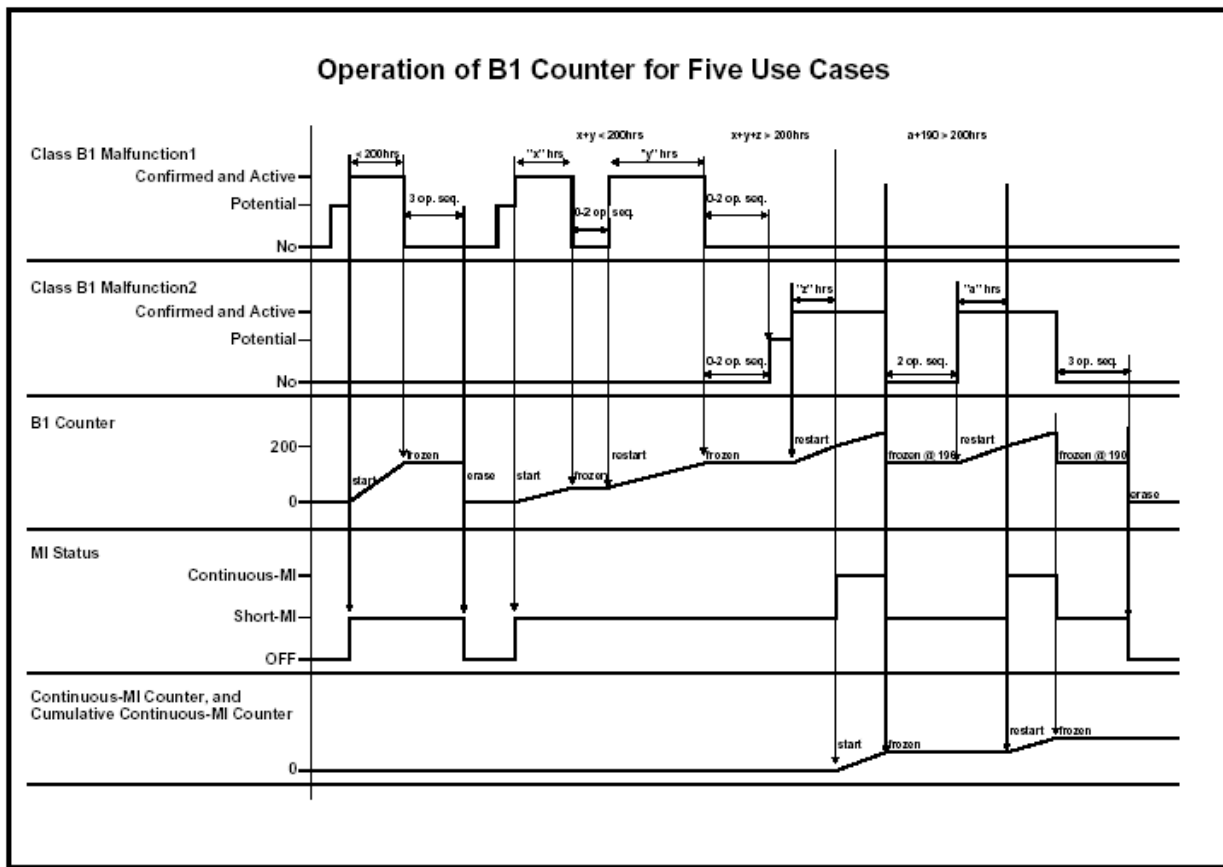 Operation of B1 Counter for Five Use Cases
x+y < 200hrs
x+y+z > 200hrs
a+190 > 200hrs
Class B1 Malfunction1
< 200hrs
"x" hrs
"y" hrs
Confirmed and Active
Potential
3 op. seq.
0-2 op. seq.
0-2 op. seq.
No
Class B1 Malfunction2
"z" hrs
"a" hrs
Confirmed and Active
Potential
0-2 op. seq.
2 op. seq.
3 op. seq.
No
B1 Counter
200
restart
restart
restart
frozen
frozen
frozen @ 190
frozen @ 190
start
erase
start
frozen
erase
0
MI Status
Continuous-MI
Short-MI
OFF
Continuous-MI Counter, and
Cumulative Continuous-MI Counter
start
frozen
restart
frozen
0